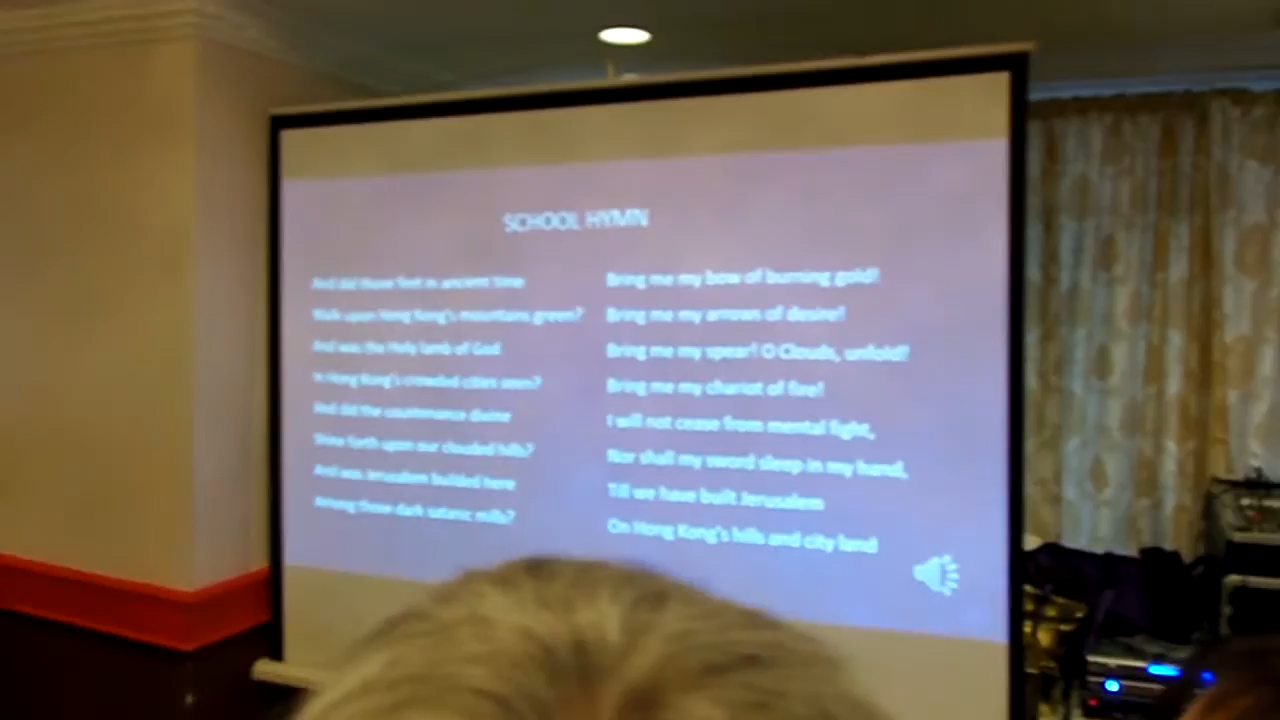 SCHOOL HYMN
And did those feet in ancient time
Walk upon Hong Kong's mountains green?
And was the Holy lamb of God
In Hong Kong's crowded cities seen?
And did the countenance divine
Shine forth upon our clouded hills?
And was Jerusalem builded here
Among those dark satanic mills?
Bring me my bow of burning gold!
Bring me my arrows of desire!
Bring me my spear! O Clouds, unfold!
Bring me my chariot of fire!
I will not cease from mental fight,
Nor shall my sword sleep in my hand,
Till we have built Jerusalem
On Hong Kong's hills and city land